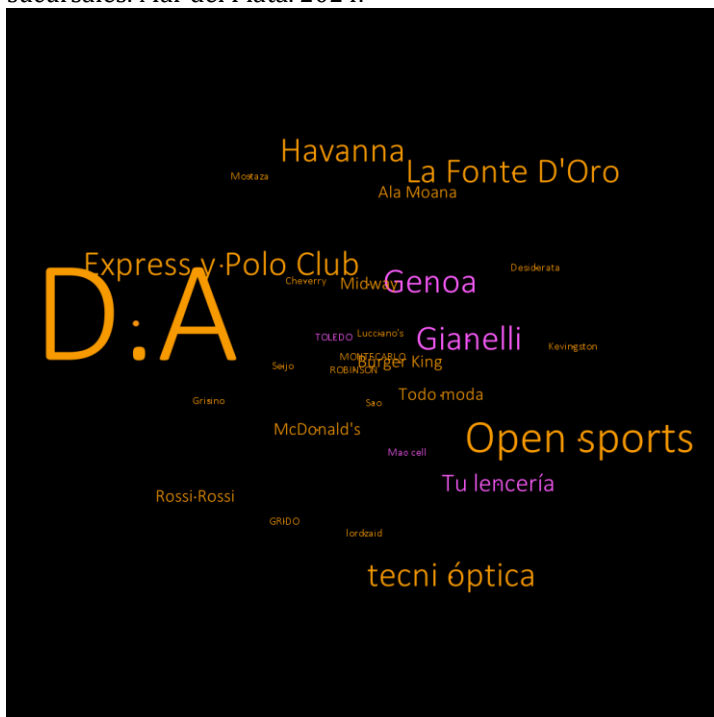 sucursales. Mar del Plata. 2024.
Havanna
La Fonte D'Oro
Mostaza
Ala Moana
Express y Polo Club
Desiderata
Cheverry
Midway
Genoa
D:A
TOLEDO
Lucciano's
Gianelli
Kevingston
MONTECARLO
Burger King
Seijo
ROBINSON
Todo moda
Grisino
Sao
McDonald's
Open sports
Mac cell
Tu lencería
Rossi-Rossi
GRIDO
lordzaid
tecni óptica